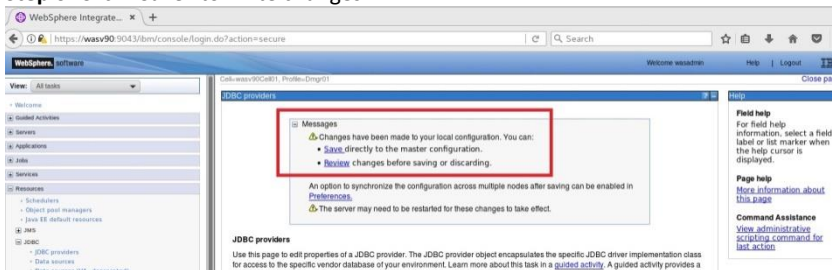 WebSphere Integrate... × +
https://wasv90:9043/ibm/console/login.do?action=secure
Search
WebSphere. software
Welcome wasadmin
Help | Logout
View: All tasks
Cell=wasv90Cell01, Profile=Dmgr01
Close pa
Welcome
Guided Activities
Servers
Applications
Jobs
Services
Resources
Schedulers
Object pool managers
Java EE default resources
JMS
JDBC
JDBC providers
Data sources
JDBC providers
Messages
Changes have been made to your local configuration. You can:
Save directly to the master configuration.
Review changes before saving or discarding.
An option to synchronize the configuration across multiple nodes after saving can be enabled in
Preferences.
The server may need to be restarted for these changes to take effect.
JDBC providers
Use this page to edit properties of a JDBC provider. The JDBC provider object encapsulates the specific JDBC driver implementation class
for access to the specific vendor database of your environment. Learn more about this task in a guided activity. A guided activity provides a
Help
Field help
For field help
information, select a field
label or list marker when
the help cursor is
displayed.
Page help
More information about
this page
Command Assistance
View administrative
scripting command for
last action